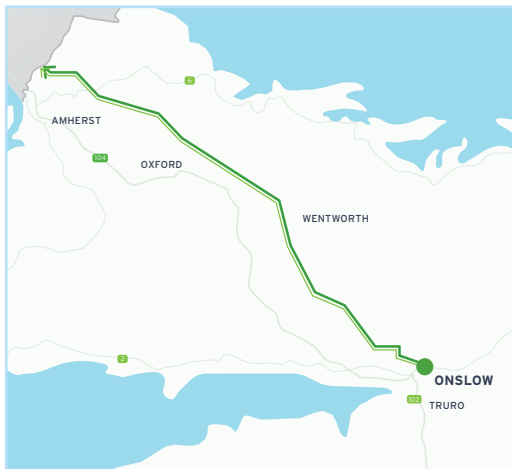 6
AMHERST
104
OXFORD
WENTWORTH
2
ONSLOW
102
TRURO